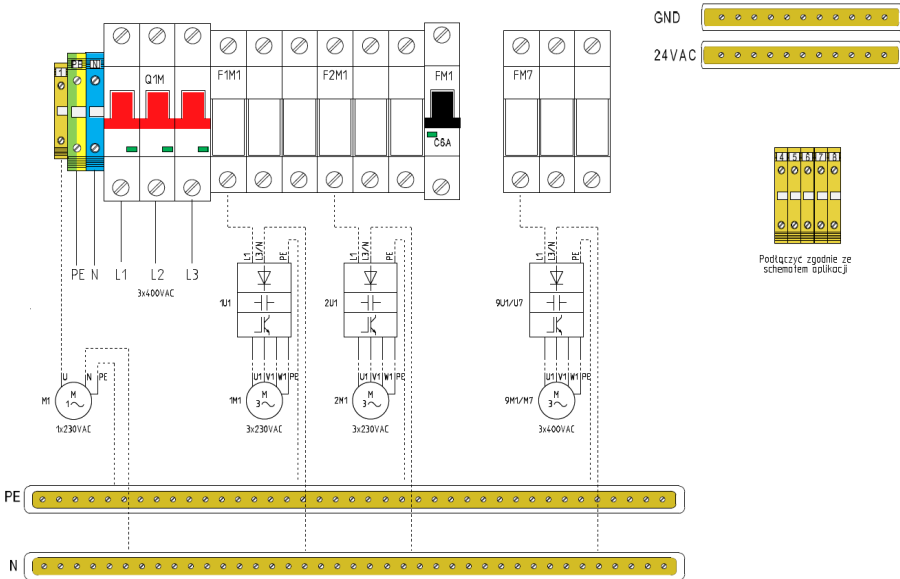 GND
24VAC
1
PE
N
Q1M
F1M1
F2M1
FM1
FM7
C6A
4 5 6 7 8
Podłączyć zgodnie ze
schematem aplikacji
PE N L1 L2 L3
3x400VAC
L1 L3/N PE
L1 L3/N PE
L1 L3/N PE
1U1
2U1
9U1/U7
U N PE
U1 V1 W1 PE
U1 V1 W1 PE
U1 V1 W1 PE
M1
M
1~
1x230VAC
1M1
M
3~
3x230VAC
2M1
M
3~
3x230VAC
9M1/M7
M
3~
3x400VAC
PE
N